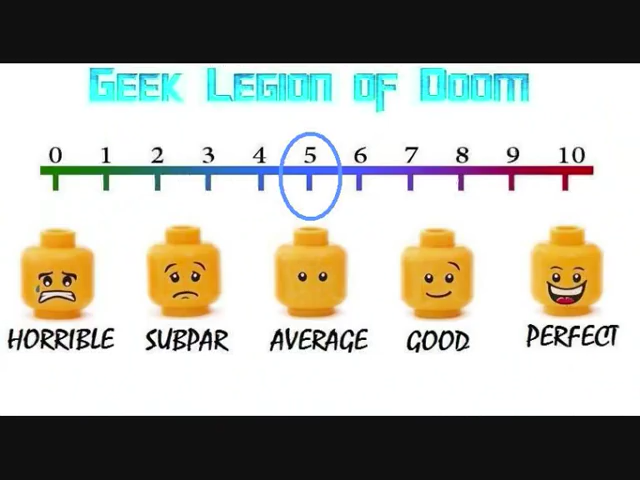 Geek Legion of Doom
0 1 2 3 4 5 6 7 8 9 10
HORRIBLE SUBPAR AVERAGE GOOD PERFECT